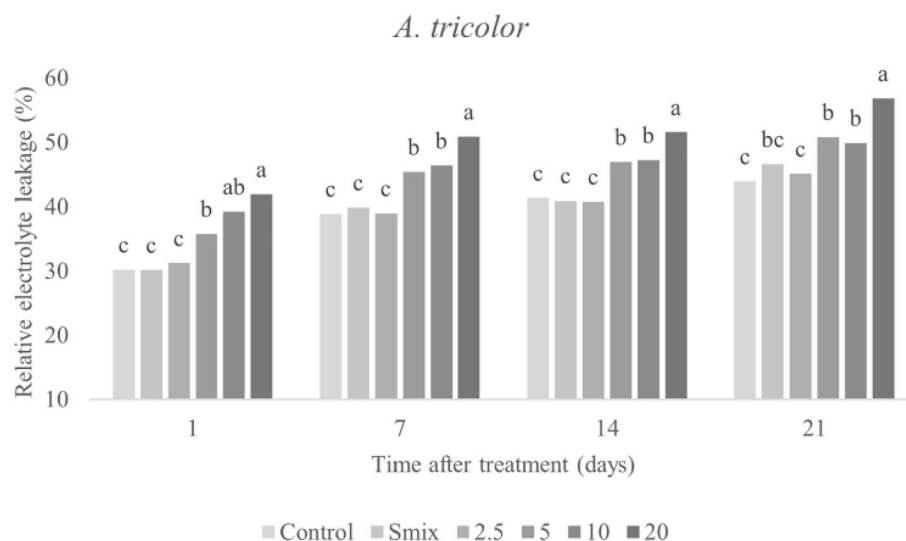 A. tricolor
Relative electrolyte leakage (%)
60
50
40
30
20
10
c c c b ab a
c c c b b a
c c c b b a
c bc c b b a
1 7 14 21
Time after treatment (days)
Control Smix 2.5 5 10 20